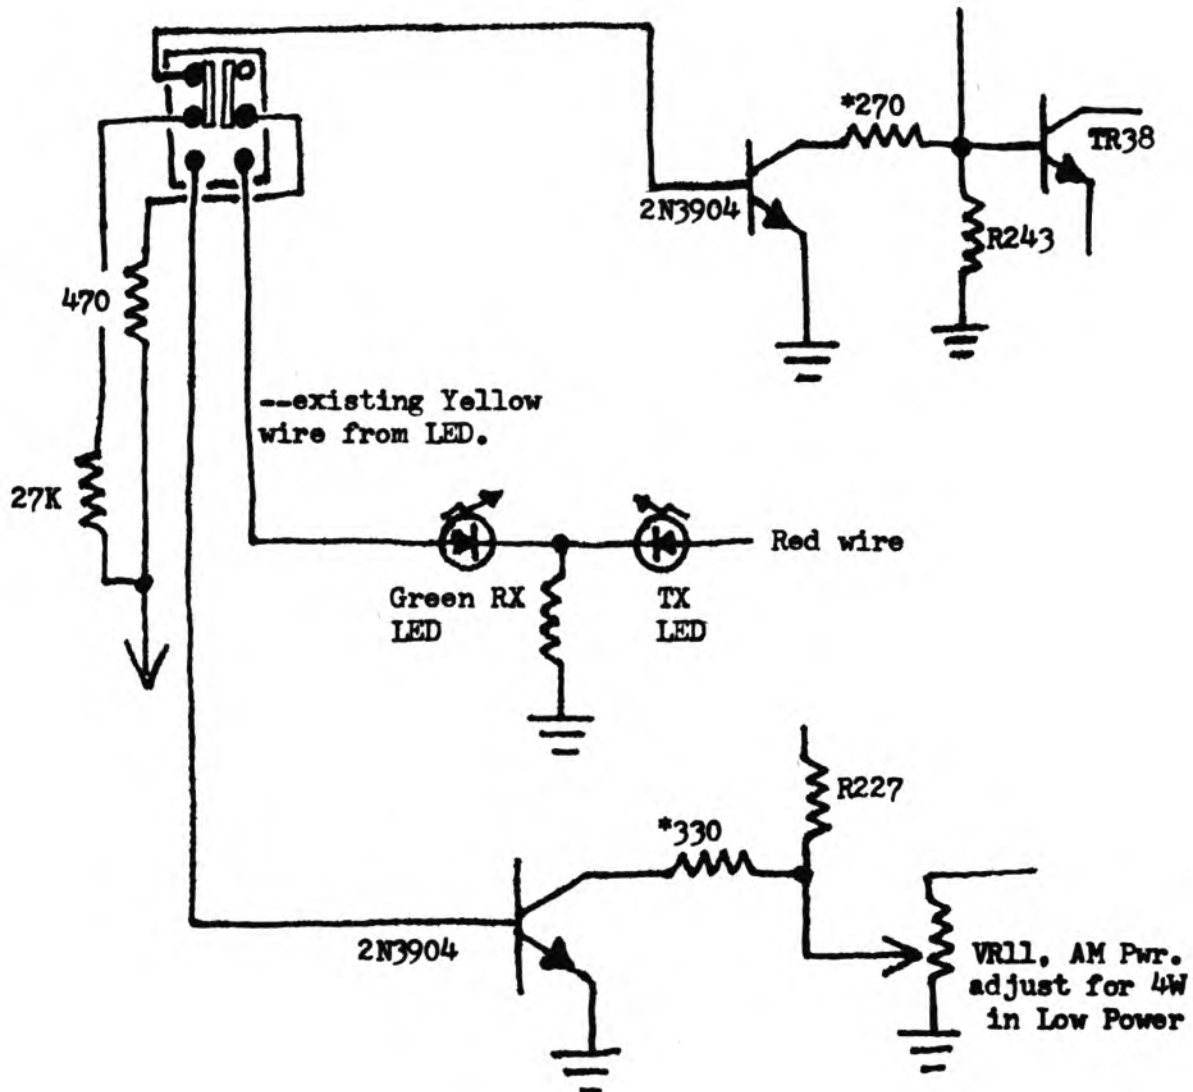 *270
TR38
2N3904
R243
470
--existing Yellow
wire from LED.
27K
Red wire
Green RX
LED
TX
LED
R227
*330
2N3904
VR11, AM Pwr.
adjust for 4W
in Low Power